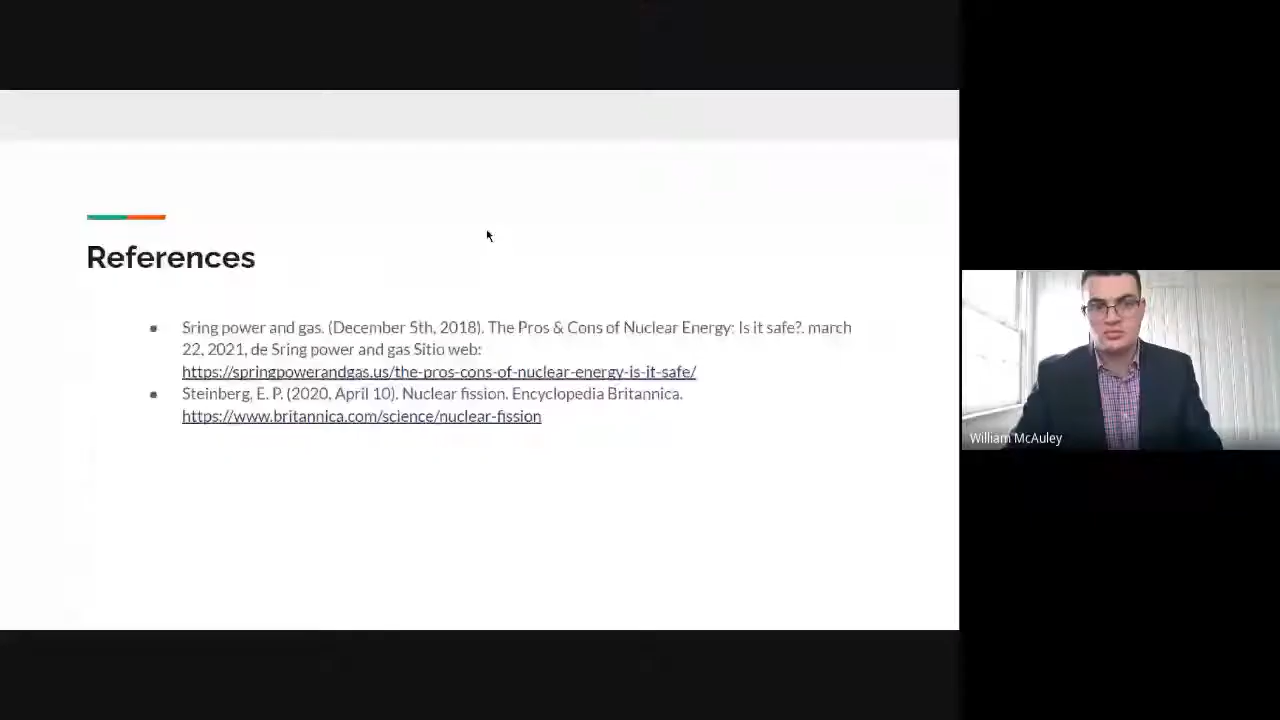 References
● Sring power and gas. (December 5th, 2018). The Pros & Cons of Nuclear Energy: Is it safe?. march
22, 2021, de Sring power and gas Sitio web:
https://springpowerandgas.us/the-pros-cons-of-nuclear-energy-is-it-safe/
● Steinberg, E. P. (2020, April 10). Nuclear fission. Encyclopedia Britannica.
https://www.britannica.com/science/nuclear-fission
William McAuley